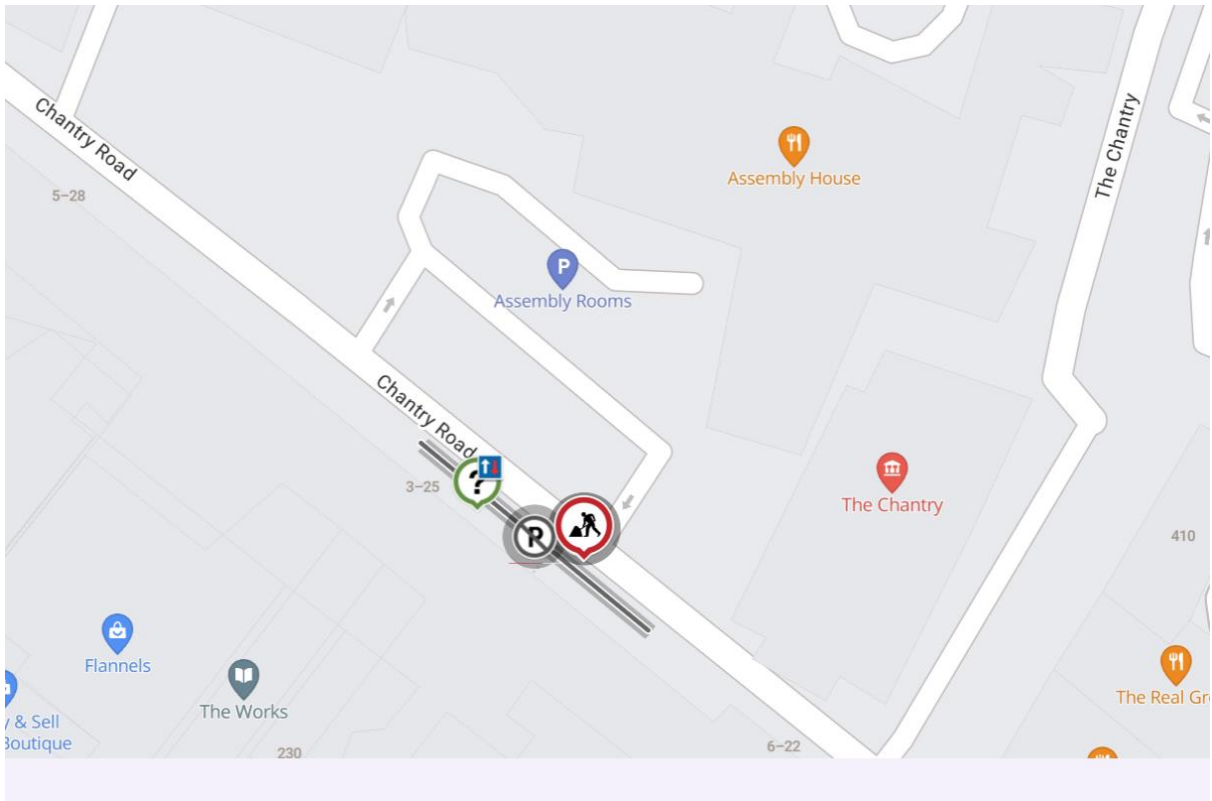 Chantry Road
The Chantry
Assembly House
5–28
P
Assembly Rooms
Chantry Road
3–25
?
P
The Chantry
410
Flannels
The Works
The Real Gr
y & Sell
Boutique
230
6–22